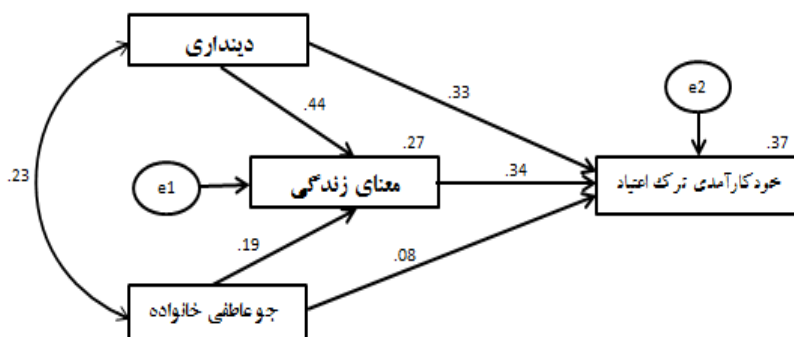 دینداری
e2
.33
.44
.37
.27
.23
معنای زندگی
.34
خودکارآمدی ترک اعتیاد
e1
.19
.08
جو عاطفی خانواده